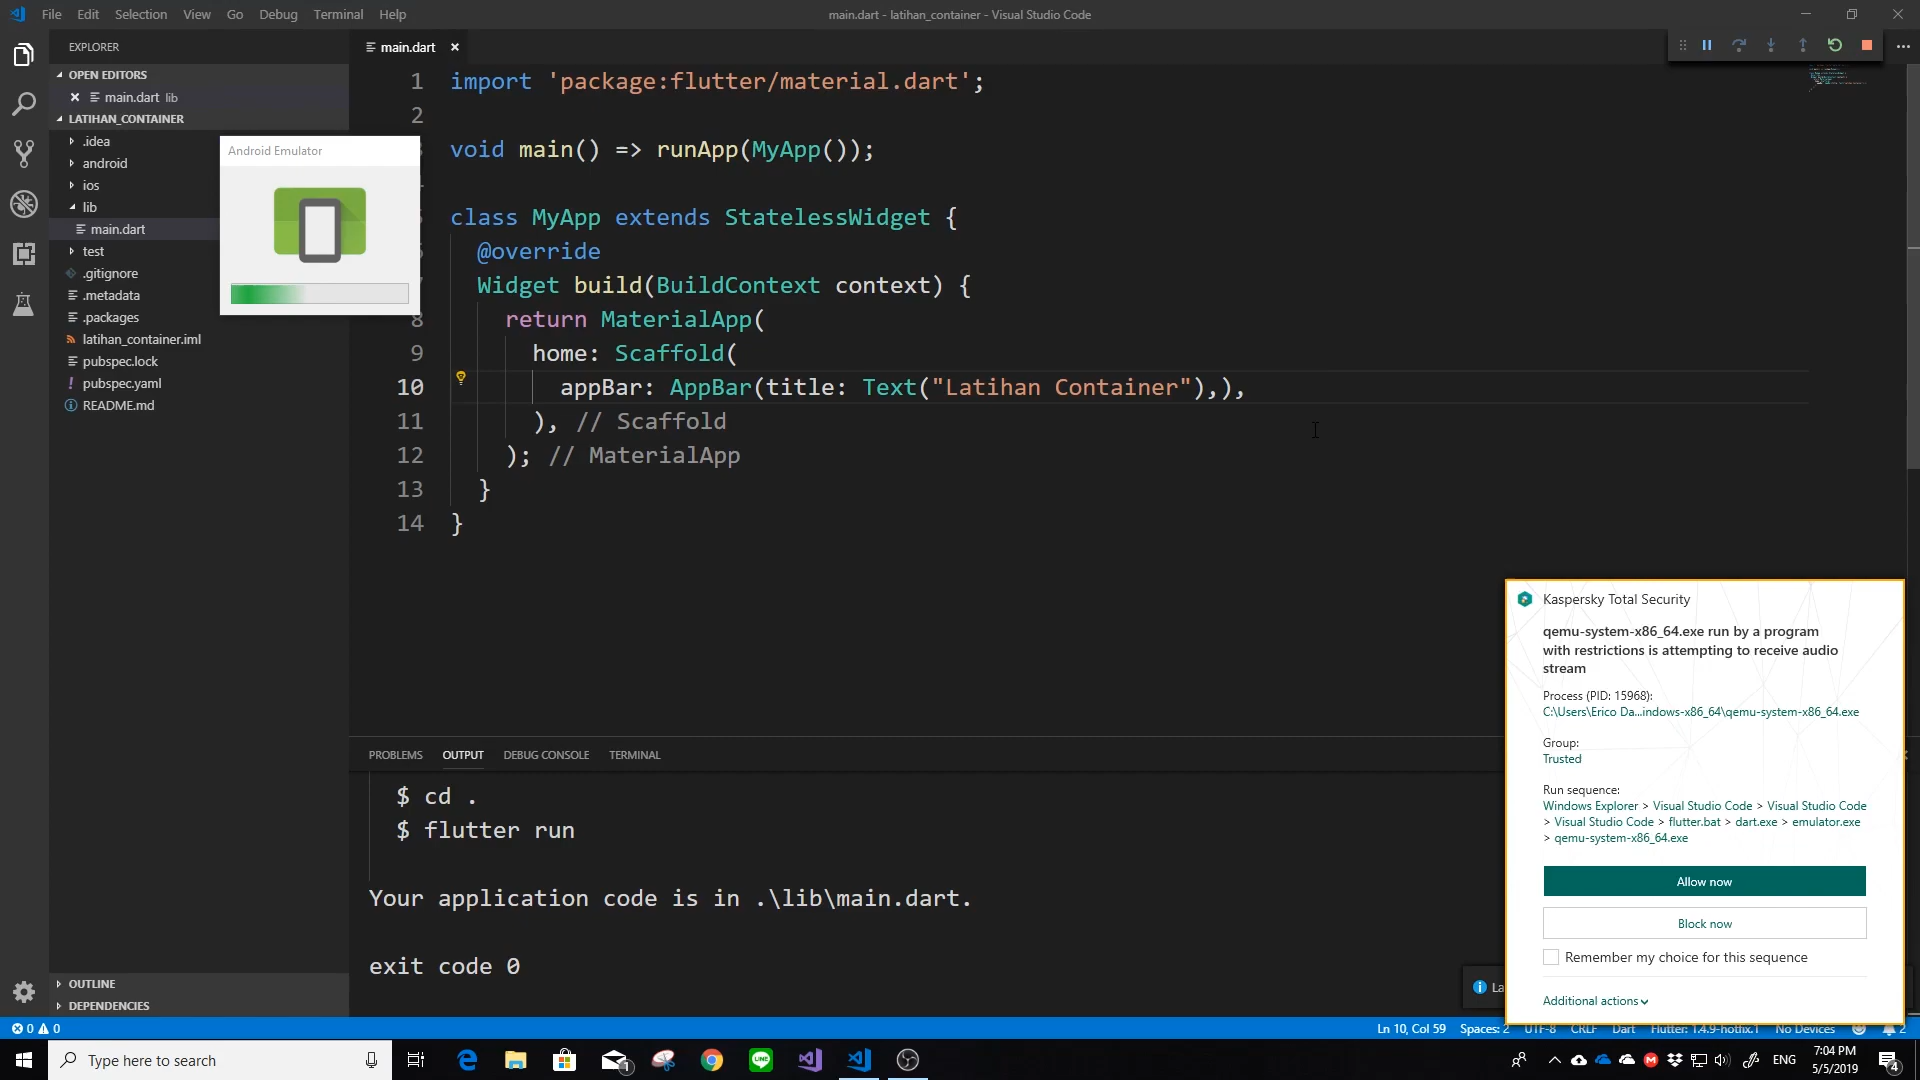 File Edit Selection View Go Debug Terminal Help
main.dart - latihan_container - Visual Studio Code
EXPLORER
OPEN EDITORS
main.dart lib
LATIHAN_CONTAINER
.idea
android
ios
lib
main.dart
test
.gitignore
.metadata
.packages
latihan_container.iml
pubspec.lock
pubspec.yaml
README.md
OUTLINE
DEPENDENCIES
Android Emulator
main.dart
1 import 'package:flutter/material.dart';
2
void main() => runApp(MyApp());
class MyApp extends StatelessWidget {
@override
Widget build(BuildContext context) {
8 return MaterialApp(
9 home: Scaffold(
10 appBar: AppBar(title: Text("Latihan Container"),),
11 ), // Scaffold
12 ); // MaterialApp
13 }
14 }
PROBLEMS OUTPUT DEBUG CONSOLE TERMINAL
$ cd .
$ flutter run
Your application code is in .\lib\main.dart.
exit code 0
La
Kaspersky Total Security
qemu-system-x86_64.exe run by a program
with restrictions is attempting to receive audio
stream
Process (PID: 15968):
C:\Users\Erico Da...indows-x86_64\qemu-system-x86_64.exe
Group:
Trusted
Run sequence:
Windows Explorer > Visual Studio Code > Visual Studio Code
> Visual Studio Code > flutter.bat > dart.exe > emulator.exe
> qemu-system-x86_64.exe
Allow now
Block now
Remember my choice for this sequence
Additional actions
0 0
Ln 10, Col 59 Spaces: 2 UTF-8 CRLF Dart Flutter: 1.4.9-hotfix.1 No Devices 2
Type here to search
1
LINE
ENG
7:04 PM
5/5/2019
4